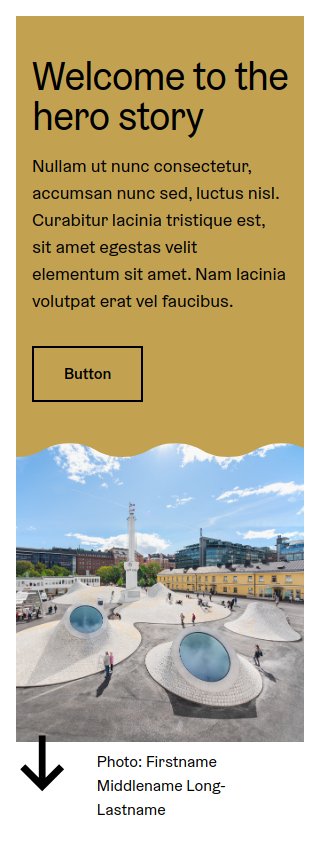 Welcome to the
hero story
Nullam ut nunc consectetur,
accumsan nunc sed, luctus nisl.
Curabitur lacinia tristique est,
sit amet egestas velit
elementum sit amet. Nam lacinia
volutpat erat vel faucibus.
Button
Photo: Firstname
Middlename Long-
Lastname